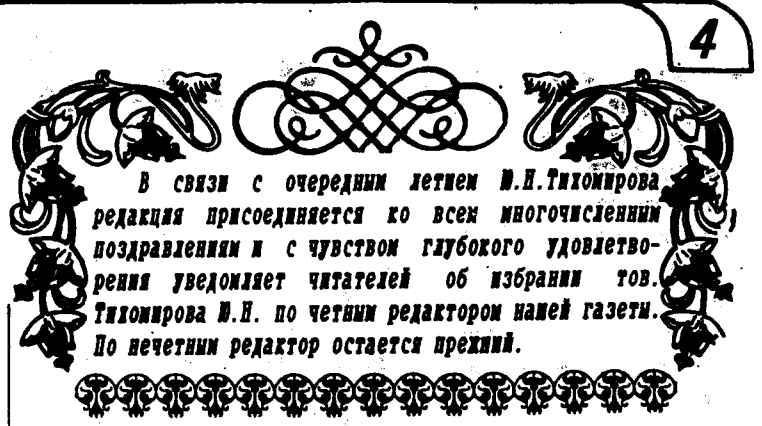 4
В связи с очередным летием Ю.Н.Тихомирова
редакция присоединяется ко всем многочисленным
поздравлениям и с чувством глубокого удовлетво-
рения уведомляет читателей об избрании тов.
Тихомирова Ю.Н. по четным редактором нашей газеты.
По нечетным редактор остается прежний.